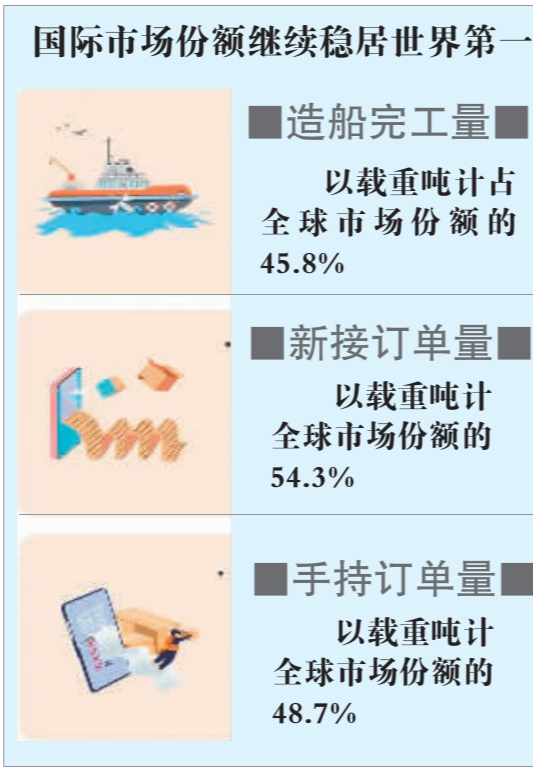 国际市场份额继续稳居世界第一
■造船完工量■
以载重吨计占
全球市场份额的
45.8%
■新接订单量■
以载重吨计
全球市场份额的
54.3%
■手持订单量■
以载重吨计
全球市场份额的
48.7%